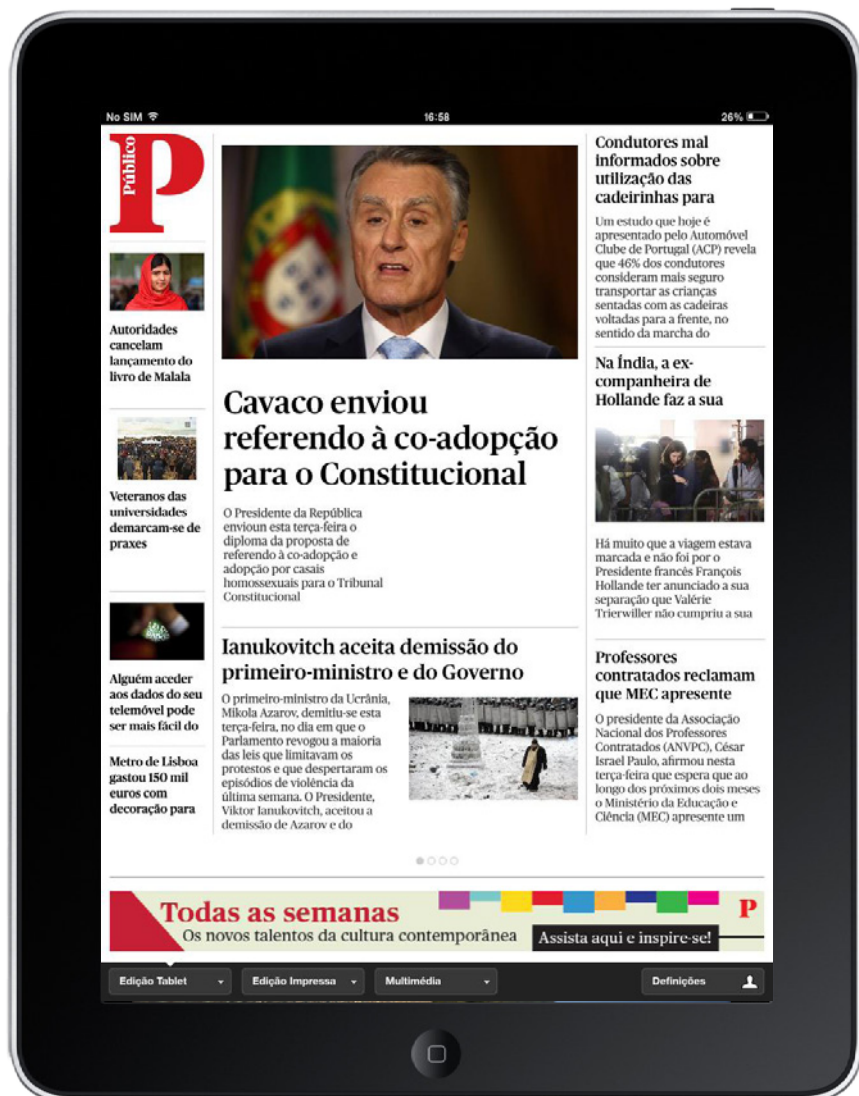 No SIM
16:58
26%
Público
P
Autoridades
cancelam
lançamento do
livro de Malala
Veteranos das
universidades
demarcam-se de
praxes
Alguém aceder
aos dados do seu
telemóvel pode
ser mais fácil do
Metro de Lisboa
gastou 150 mil
euros com
decoração para
Cavaco enviou
referendo à co-adopção
para o Constitucional
O Presidente da República
envioun esta terça-feira o
diploma da proposta de
referendo à co-adopção e
adopção por casais
homossexuais para o Tribunal
Constitucional
Ianukovitch aceita demissão do
primeiro-ministro e do Governo
O primeiro-ministro da Ucrânia,
Mikola Azarov, demitiu-se esta
terça-feira, no dia em que o
Parlamento revogou a maioria
das leis que limitavam os
protestos e que despertaram os
episódios de violência da
última semana. O Presidente,
Viktor Ianukovitch, aceitou a
demissão de Azarov e do
Condutores mal
informados sobre
utilização das
cadeirinhas para
Um estudo que hoje é
apresentado pelo Automóvel
Clube de Portugal (ACP) revela
que 46% dos condutores
consideram mais seguro
transportar as crianças
sentadas com as cadeiras
voltadas para a frente, no
sentido da marcha do
Na Índia, a ex-
companheira de
Hollande faz a sua
Há muito que a viagem estava
marcada e não foi por o
Presidente francês François
Hollande ter anunciado a sua
separação que Valérie
Trierwiller não cumpriu a sua
Professores
contratados reclamam
que MEC apresente
O presidente da Associação
Nacional dos Professores
Contratados (ANVPC), César
Israel Paulo, afirmou nesta
terça-feira que espera que ao
longo dos próximos dois meses
o Ministério da Educação e
Ciência (MEC) apresente um
Todas as semanas
Os novos talentos da cultura contemporânea
Assista aqui e inspire-se!
P
Edição Tablet
Edição Impressa
Multimédia
Definições